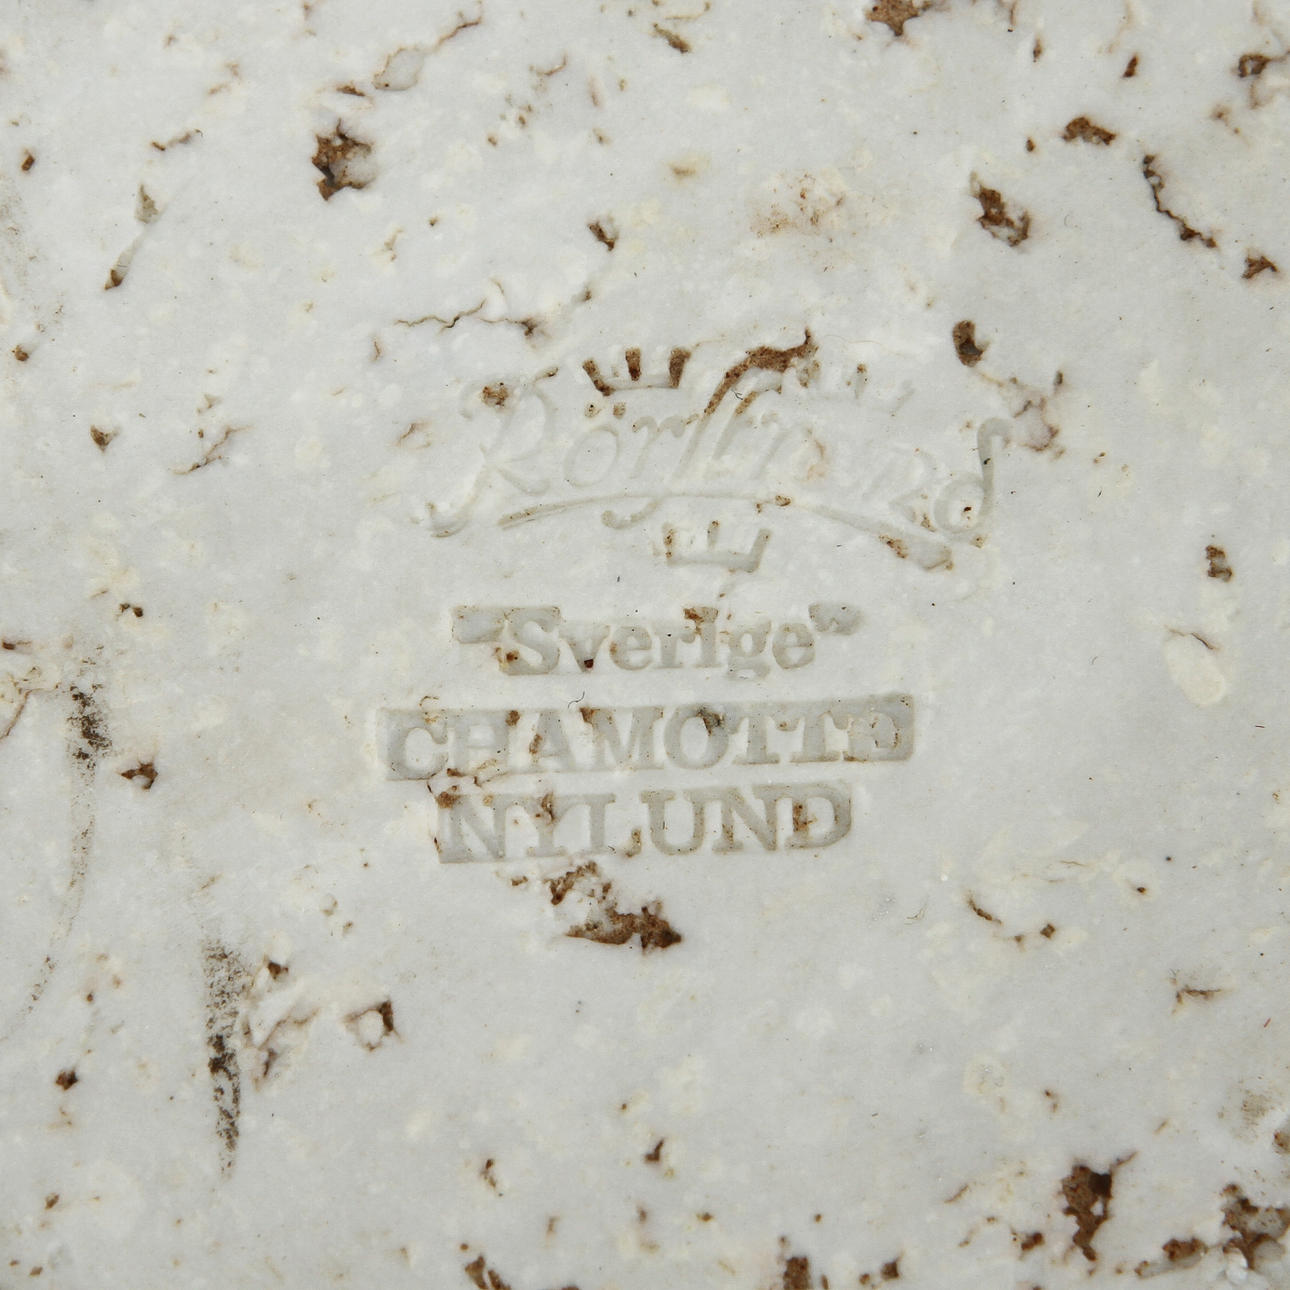 Rörstrand
"Sverige"
CHAMOTTE
NYLUND